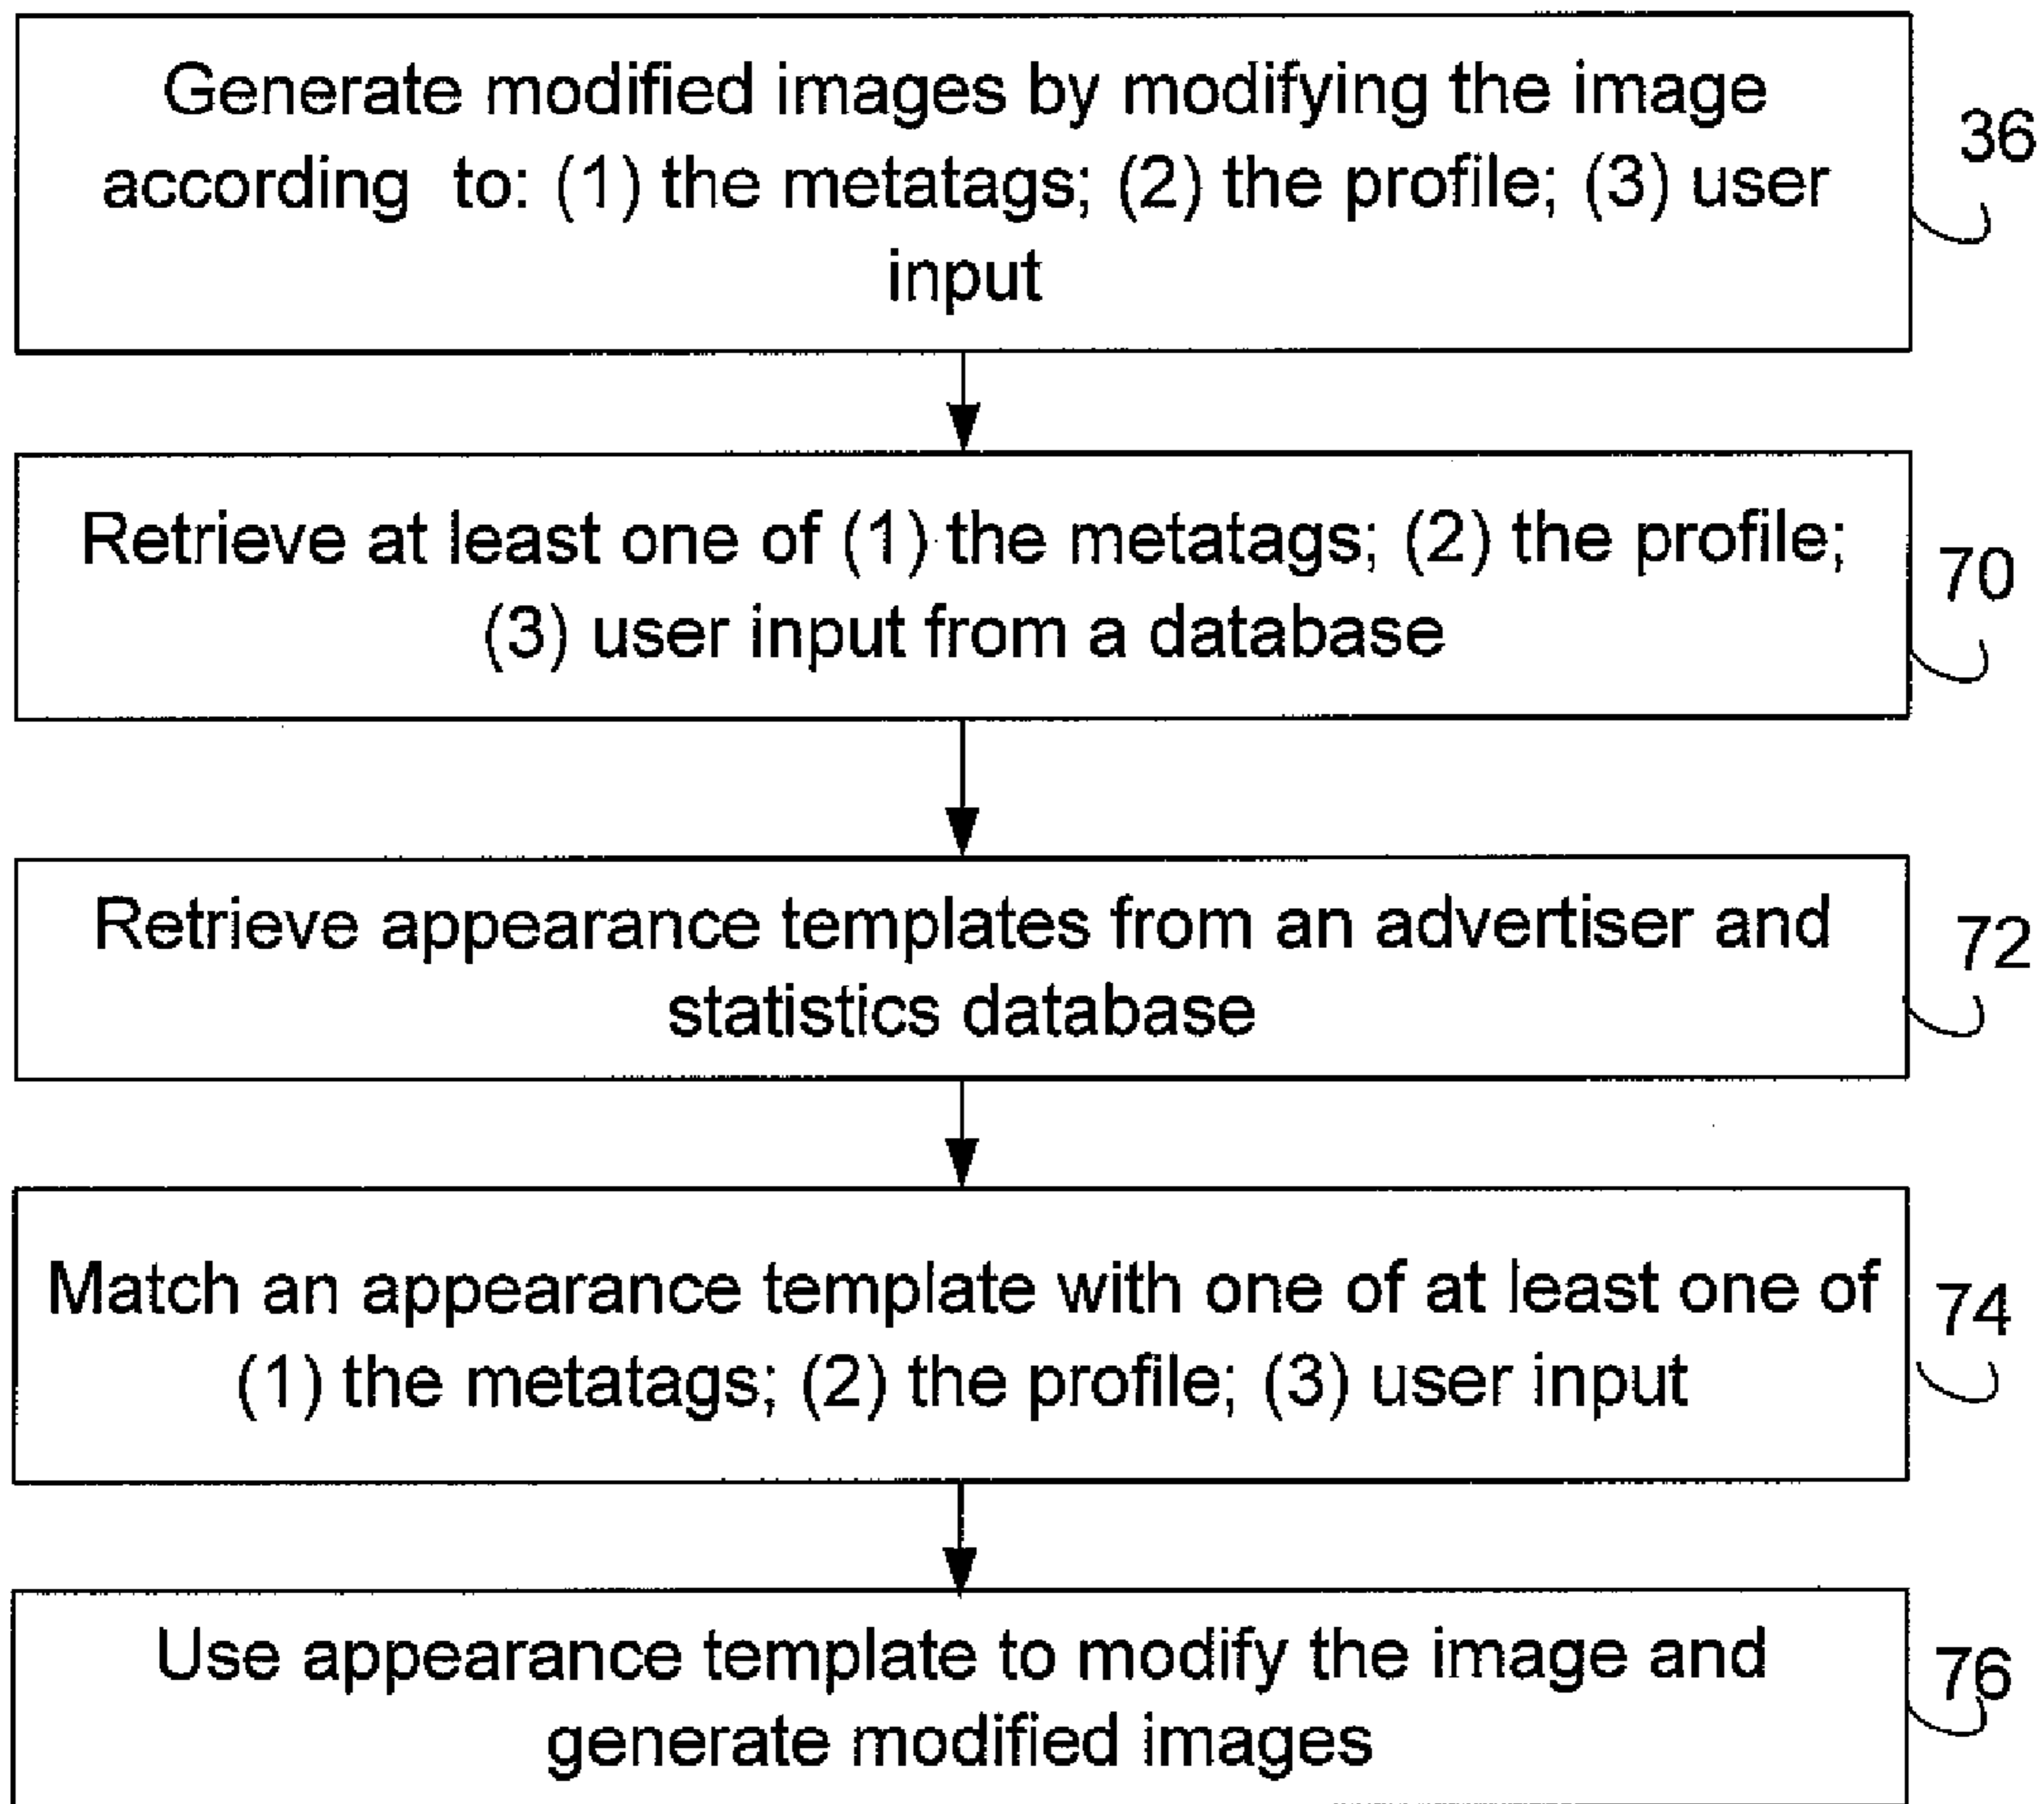 Generate modified images by modifying the image
according to: (1) the metatags; (2) the profile; (3) user
input
36
Retrieve at least one of (1) the metatags; (2) the profile;
(3) user input from a database
70
Retrieve appearance templates from an advertiser and
statistics database
72
Match an appearance template with one of at least one of
(1) the metatags; (2) the profile; (3) user input
74
Use appearance template to modify the image and
generate modified images
76